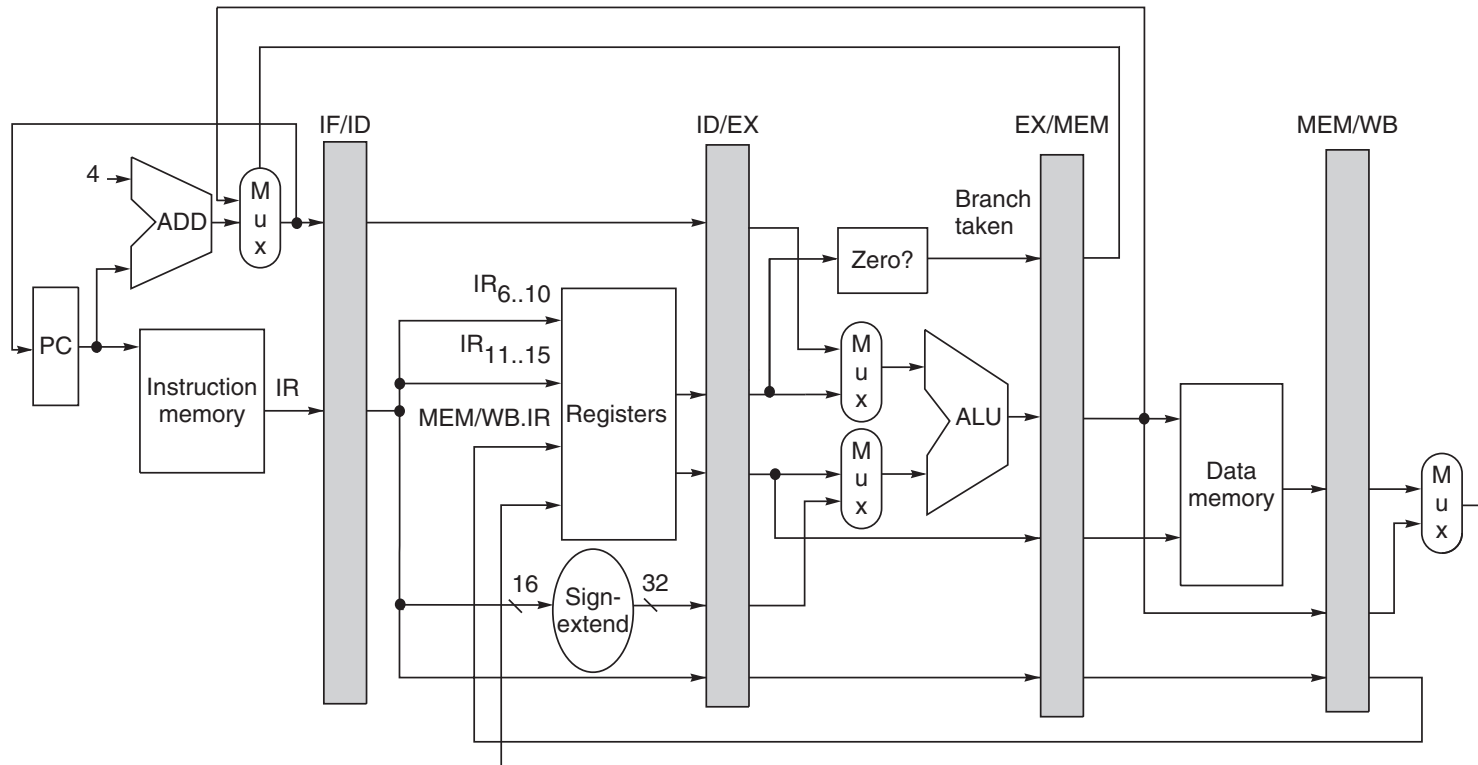 IF/ID
ID/EX
EX/MEM
MEM/WB
4
ADD
M
u
x
Branch
taken
Zero?
IR6..10
IR11..15
MEM/WB.IR
PC
Instruction
memory
IR
Registers
M
u
x
M
u
x
ALU
Data
memory
M
u
x
16
Sign-
extend
32